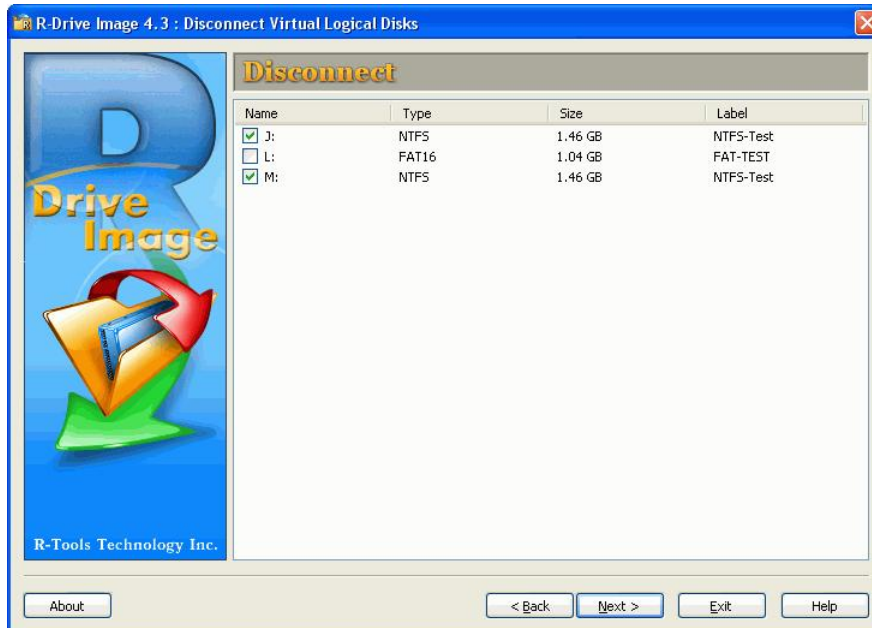 R-Drive Image 4.3 : Disconnect Virtual Logical Disks
Disconnect
Name Type Size Label
J: NTFS 1.46 GB NTFS-Test
L: FAT16 1.04 GB FAT-TEST
M: NTFS 1.46 GB NTFS-Test
R
Drive
Image
R-Tools Technology Inc.
About < Back Next > Exit Help